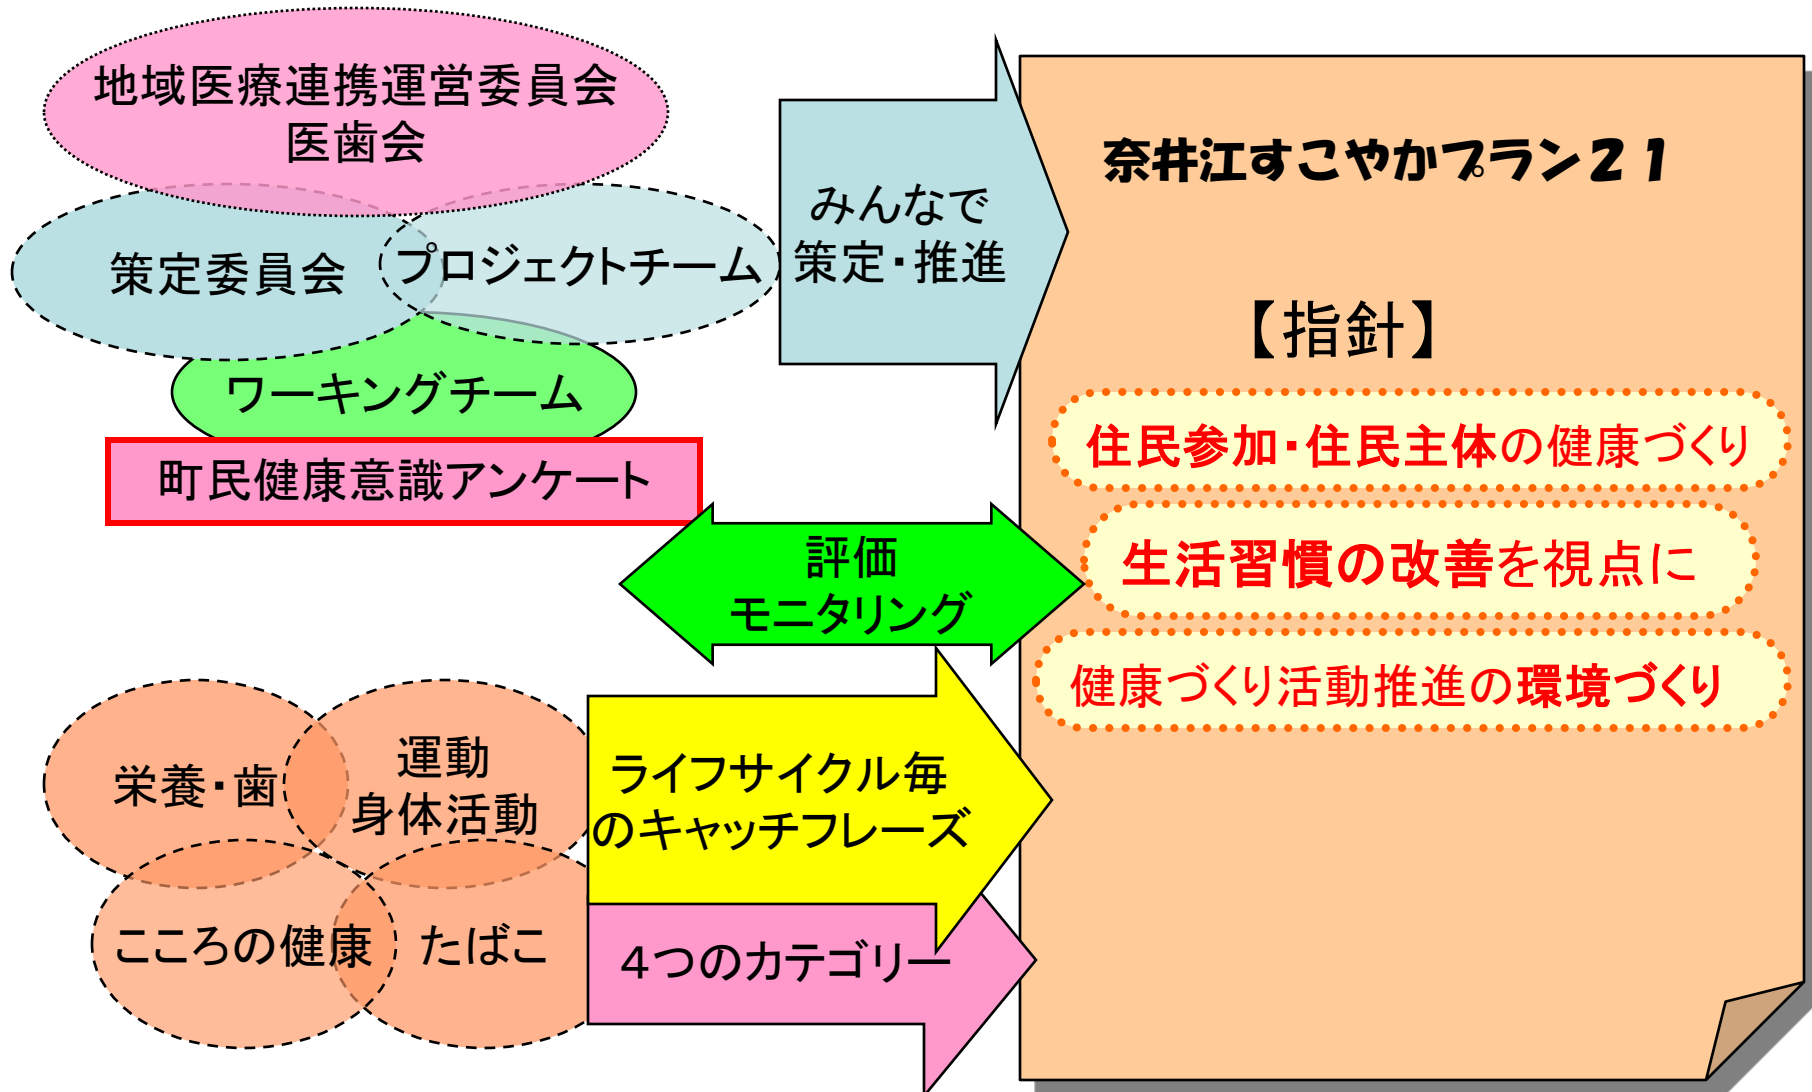 地域医療連携運営委員会
医歯会
策定委員会
プロジェクトチーム
ワーキングチーム
町民健康意識アンケート
みんなで
策定・推進
奈井江すこやかプラン２１
【指針】
住民参加・住民主体の健康づくり
生活習慣の改善を視点に
健康づくり活動推進の環境づくり
評価
モニタリング
栄養・歯
運動
身体活動
こころの健康
たばこ
ライフサイクル毎
のキャッチフレーズ
４つのカテゴリー